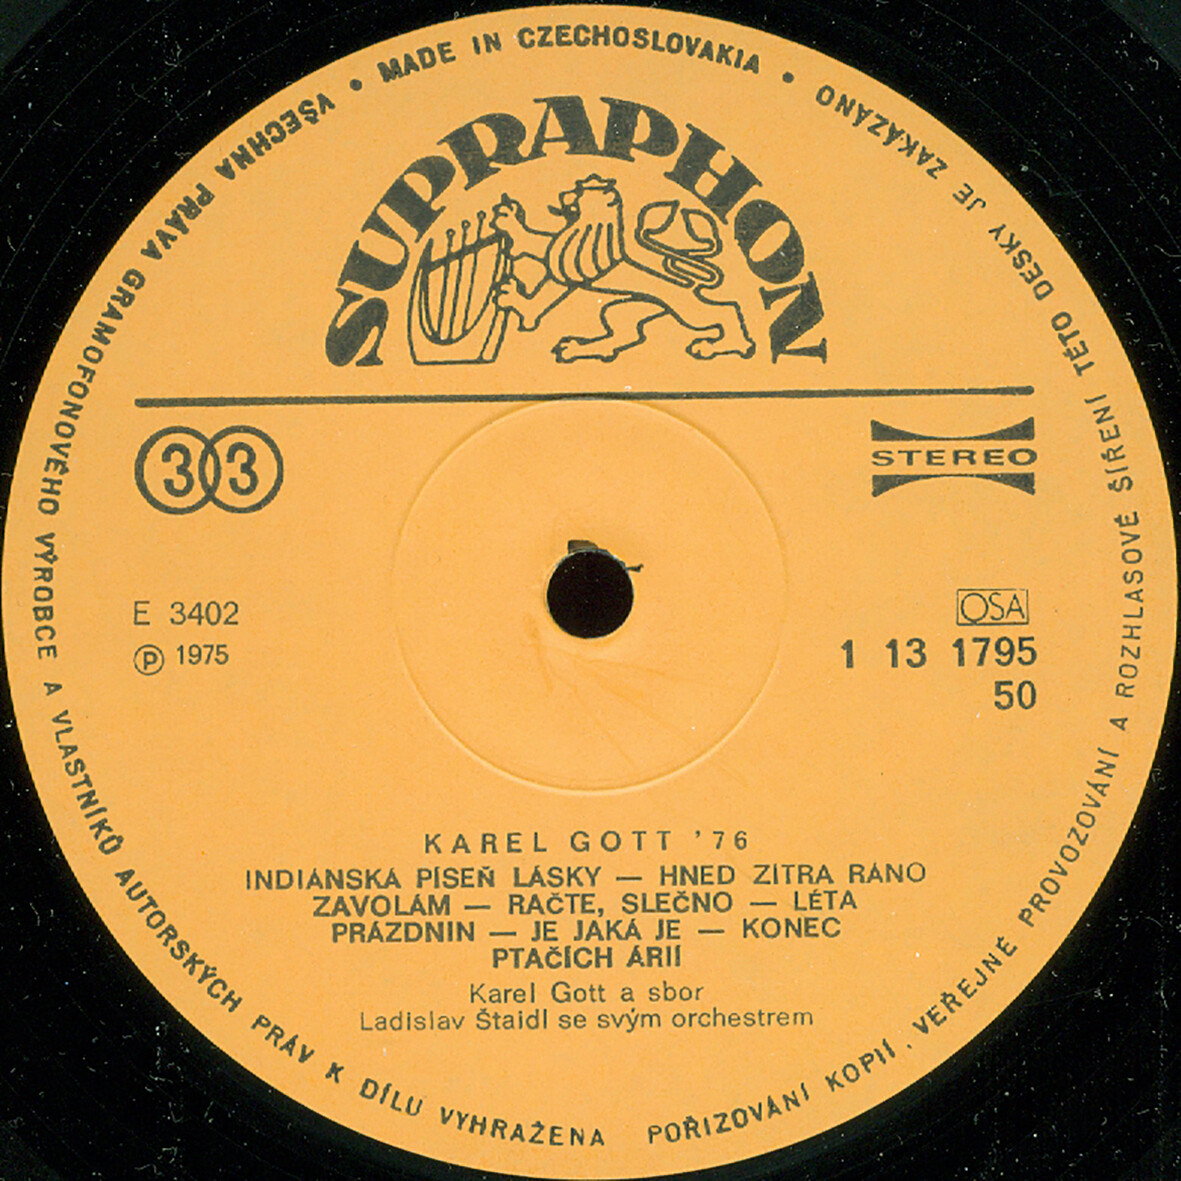 MADE IN CZECHOSLOVAKIA •
VŠECHNA PRÁVA GRAMOFONOVÉHO VÝROBCE A VLASTNÍKŮ AUTORSKÝCH PRÁV K DÍLU VYHRAŽENA
POŘIZOVÁNÍ KOPIÍ, VEŘEJNÉ PROVOZOVÁNÍ A ROZHLASOVÉ ŠÍŘENÍ TÉTO DESKY JE ZAKÁZÁNO •
SUPRAPHON
33
STEREO
E 3402
℗ 1975
OSA
1 13 1795
50
KAREL GOTT '76
INDIÁNSKÁ PÍSEŇ LÁSKY — HNED ZÍTRA RÁNO
ZAVOLÁM — RAČTE, SLEČNO — LÉTA
PRÁZDNIN — JE JAKÁ JE — KONEC
PTAČÍCH ÁRIÍ
Karel Gott a sbor
Ladislav Štaidl se svým orchestrem